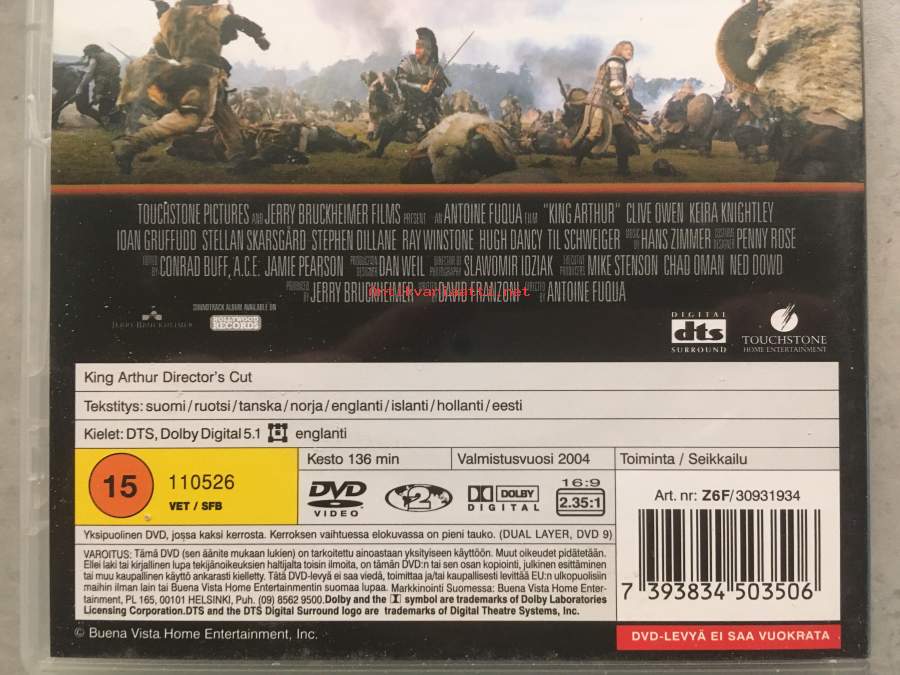 TOUCHSTONE PICTURES AND JERRY BRUCKHEIMER FILMS PRESENT AN ANTOINE FUQUA FILM "KING ARTHUR" CLIVE OWEN KEIRA KNIGHTLEY
IOAN GRUFFUDD STELLAN SKARSGÅRD STEPHEN DILLANE RAY WINSTONE HUGH DANCY TIL SCHWEIGER MUSIC BY HANS ZIMMER COSTUMES DESIGNER PENNY ROSE
EDITED BY CONRAD BUFF, A.C.E. JAMIE PEARSON PRODUCTION DESIGNER DAN WEIL DIRECTOR OF PHOTOGRAPHY SLAWOMIR IDZIAK EXECUTIVE PRODUCERS MIKE STENSON CHAD OMAN NED DOWD
PRODUCED BY JERRY BRUCKHEIMER WRITTEN BY DAVID FRANZONI DIRECTED BY ANTOINE FUQUA
Antikvariaatti.net
JERRY BRUCKHEIMER
SOUNDTRACK ALBUM AVAILABLE ON
HOLLYWOOD RECORDS
DIGITAL
dts
SURROUND
TOUCHSTONE
HOME ENTERTAINMENT
King Arthur Director's Cut
Tekstitys: suomi/ruotsi/tanska/norja/englanti/islanti/hollanti/eesti
Kielet: DTS, Dolby Digital 5.1 englanti
15
110526
VET / SFB
Kesto 136 min
Valmistusvuosi 2004
Toiminta / Seikkailu
DVD
VIDEO
2
DOLBY
DIGITAL
16:9
2.35:1
Art. nr: Z6F/30931934
Yksipuolinen DVD, jossa kaksi kerrosta. Kerroksen vaihtuessa elokuvassa on pieni tauko. (DUAL LAYER, DVD 9)
VAROITUS: Tämä DVD (sen äänite mukaan lukien) on tarkoitettu ainoastaan yksityiseen käyttöön. Muut oikeudet pidätetään.
Ellei laki tai kirjallinen lupa tekijänoikeuksien haltijalta toisin ilmoita, on tämän DVD:n tai sen osan kopiointi, julkinen esittäminen
tai muu kaupallinen käyttö ankarasti kielletty. Tätä DVD-levyä ei saa viedä, toimittaa ja/tai kaupallisesti levittää EU:n ulkopuolisiin
maihin ilman lain tai Buena Vista Home Entertainmentin suomaa lupaa. Markkinointi Suomessa: Buena Vista Home Enter-
tainment, PL 165, 00101 HELSINKI, Puh. (09) 8562 9500. Dolby and the symbol are trademarks of Dolby Laboratories
Licensing Corporation. DTS and the DTS Digital Surround logo are trademarks of Digital Theatre Systems, Inc.
7 393834 503506
© Buena Vista Home Entertainment, Inc.
DVD-LEVYÄ EI SAA VUOKRATA